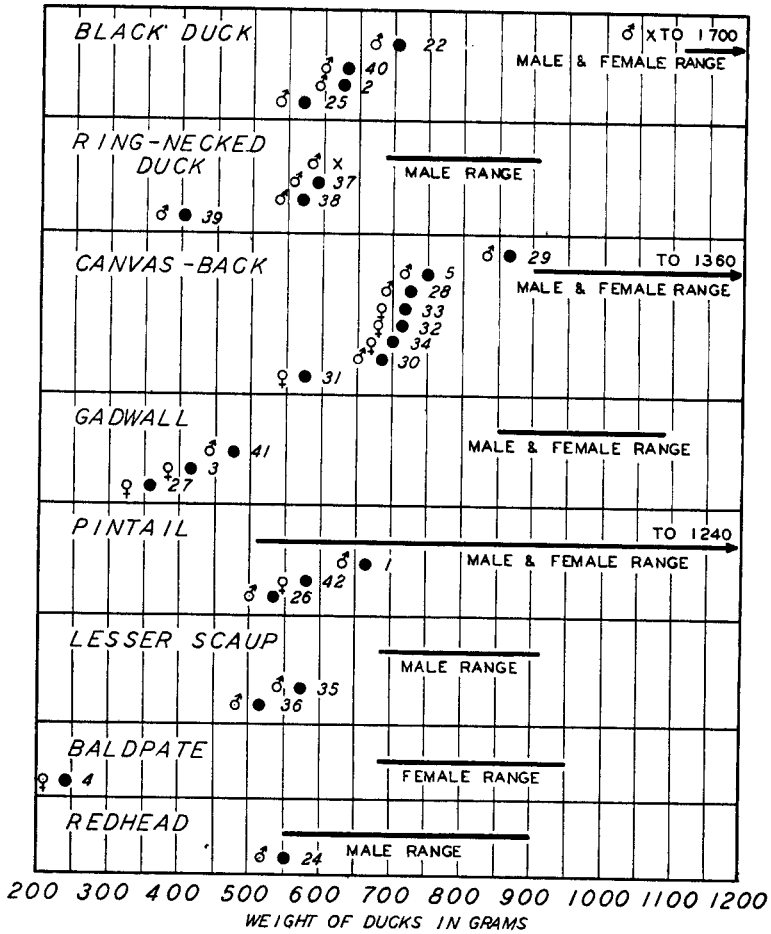 BLACK DUCK
♂ X TO 1700
♂ ● 22
MALE & FEMALE RANGE
♂ ● 40
♂ ● 2
♂ ● 25
RING-NECKED
DUCK
♂ X
MALE RANGE
♂ ● 37
♂ ● 38
♂ ● 39
CANVAS-BACK
♂ ● 29
TO 1360
♂ ● 5
MALE & FEMALE RANGE
♂ ● 28
♀ ● 33
♀ ● 32
♀ ● 34
♂ ● 30
♀ ● 31
GADWALL
MALE & FEMALE RANGE
♂ ● 41
♀ ● 3
♀ ● 27
PINTAIL
TO 1240
MALE & FEMALE RANGE
♂ ● 1
♀ ● 42
♂ ● 26
LESSER SCAUP
MALE RANGE
♂ ● 35
♂ ● 36
BALDPATE
FEMALE RANGE
♀ ● 4
REDHEAD
MALE RANGE
♂ ● 24
200 300 400 500 600 700 800 900 1000 1100 1200
WEIGHT OF DUCKS IN GRAMS